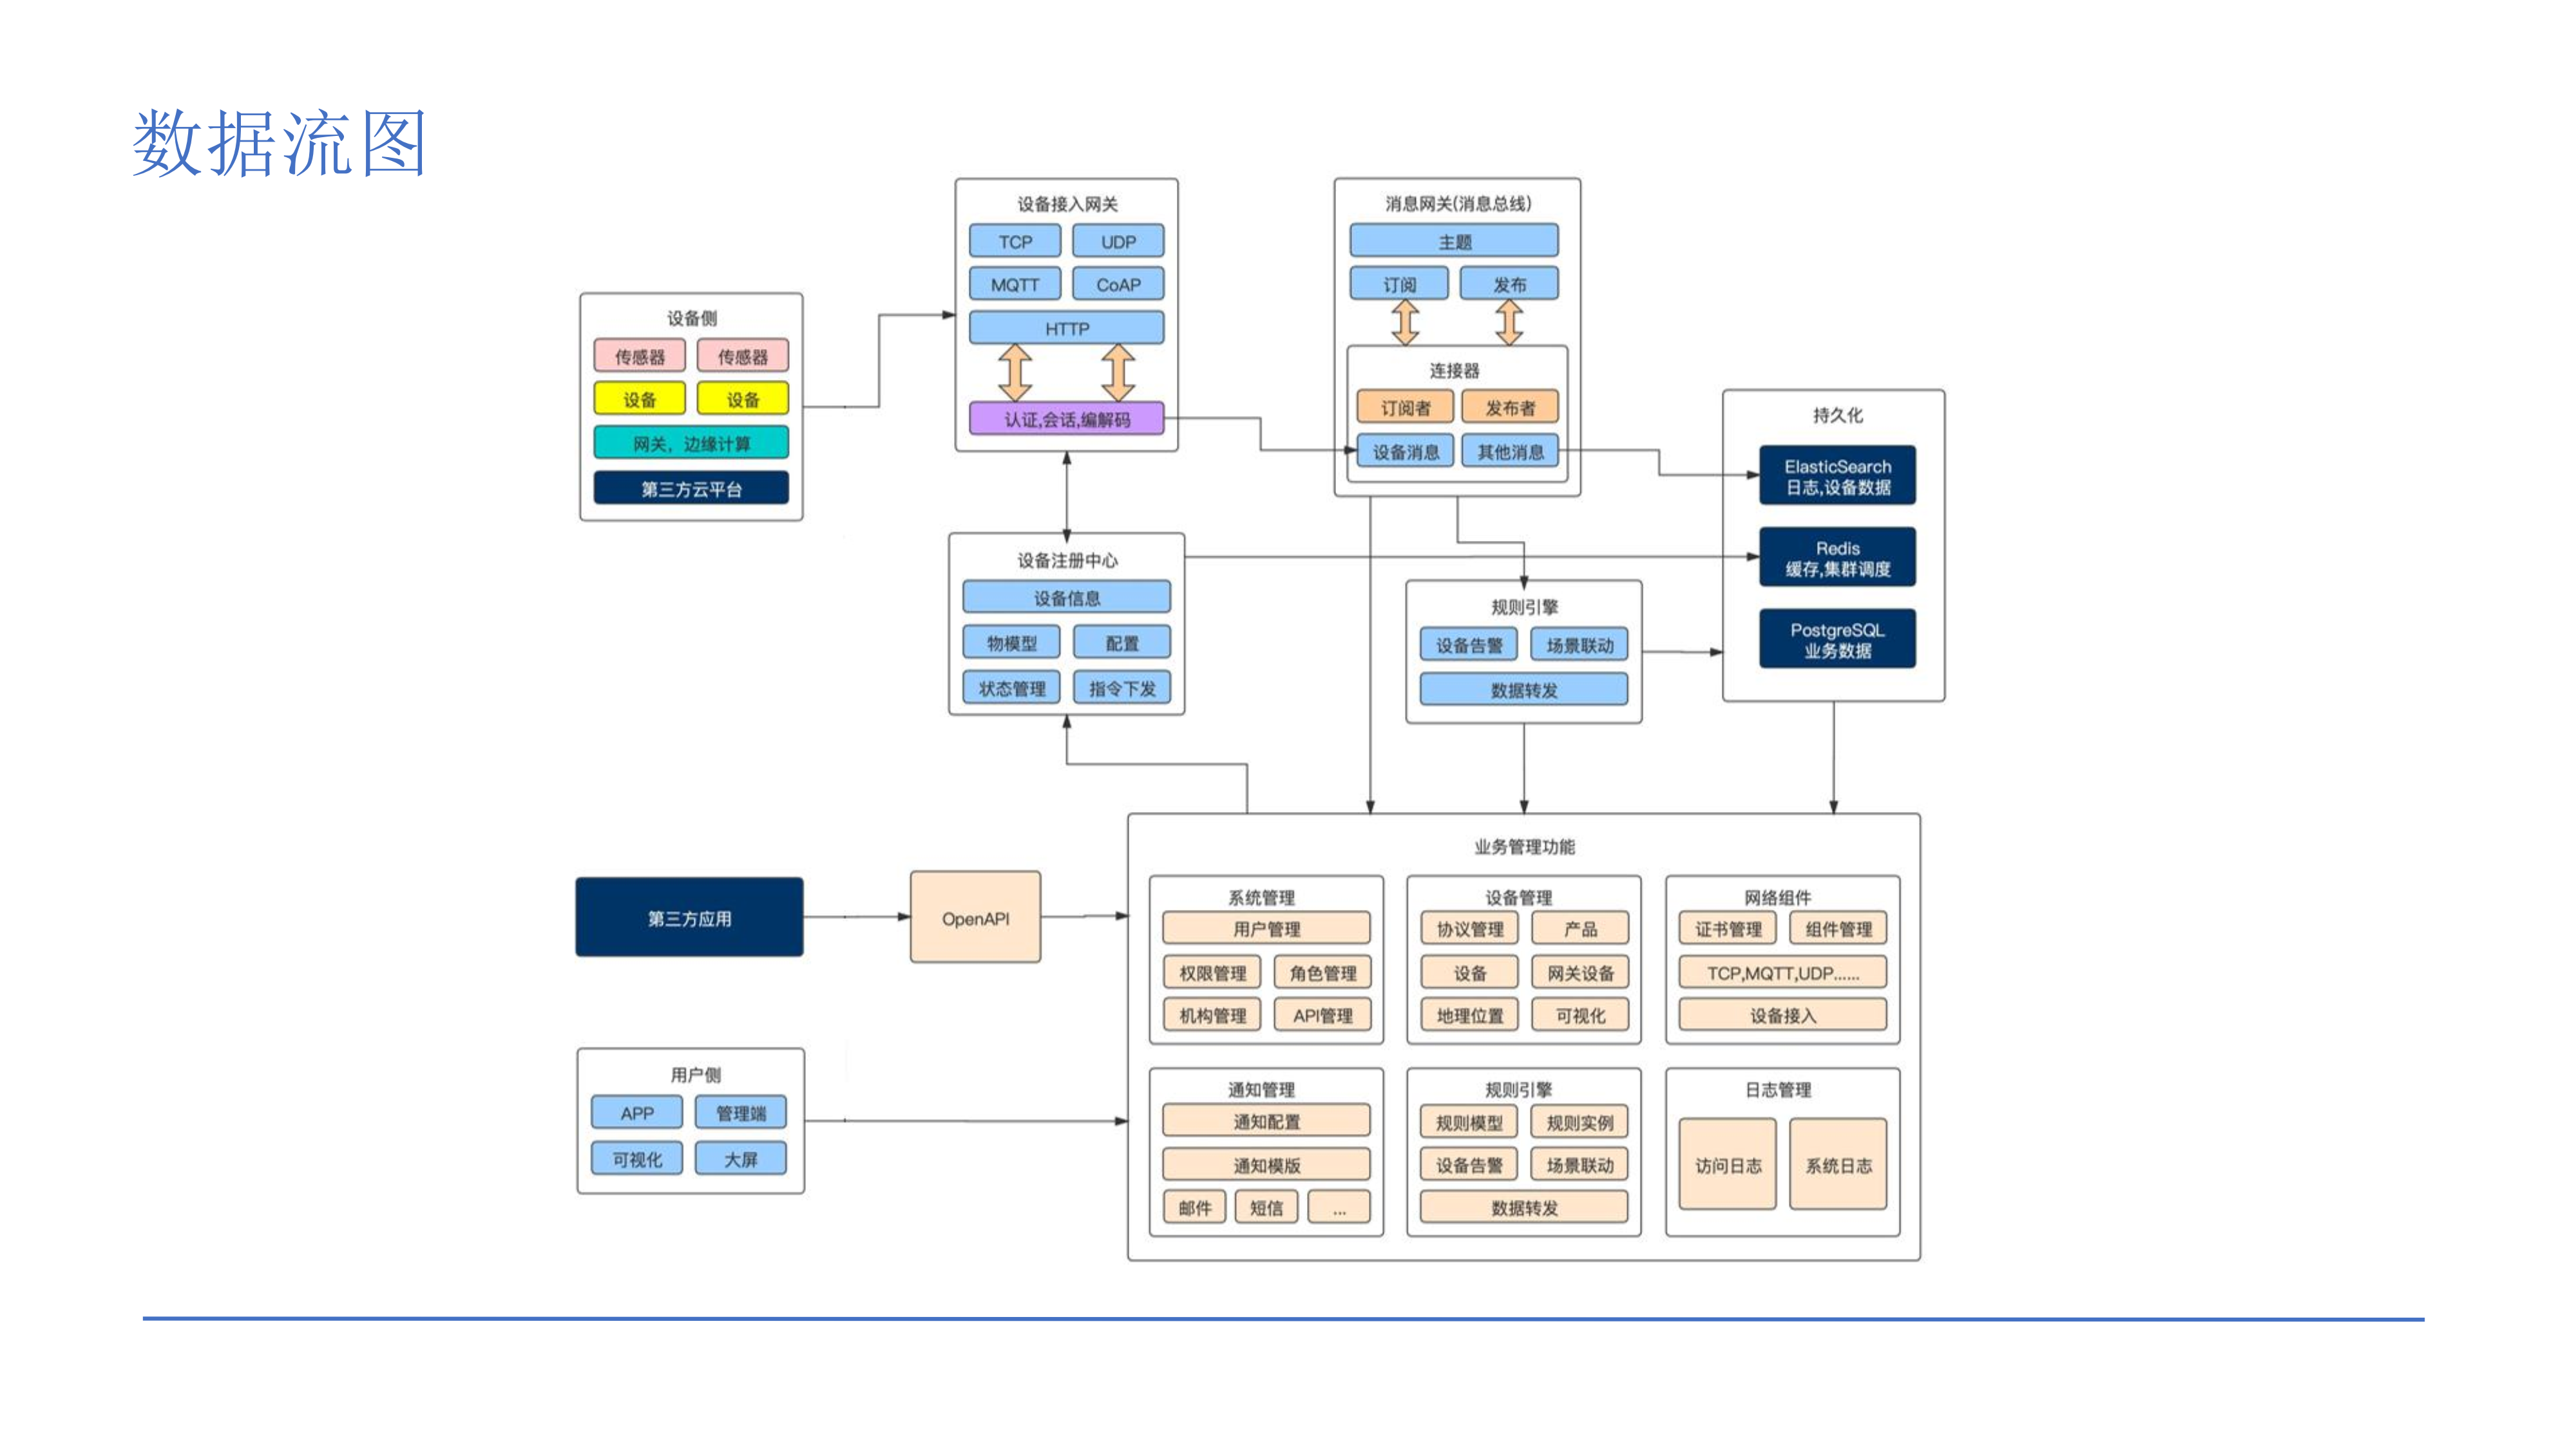 数据流图
设备侧
传感器
传感器
设备
设备
网关，边缘计算
第三方云平台
设备接入网关
TCP
UDP
MQTT
CoAP
HTTP
认证,会话,编解码
消息网关(消息总线)
主题
订阅
发布
连接器
订阅者
发布者
设备消息
其他消息
持久化
ElasticSearch
日志,设备数据
Redis
缓存,集群调度
PostgreSQL
业务数据
设备注册中心
设备信息
物模型
配置
状态管理
指令下发
规则引擎
设备告警
场景联动
数据转发
第三方应用
OpenAPI
用户侧
APP
管理端
可视化
大屏
业务管理功能
系统管理
用户管理
权限管理
角色管理
机构管理
API管理
设备管理
协议管理
产品
设备
网关设备
地理位置
可视化
网络组件
证书管理
组件管理
TCP,MQTT,UDP......
设备接入
通知管理
通知配置
通知模版
邮件
短信
...
规则引擎
规则模型
规则实例
设备告警
场景联动
数据转发
日志管理
访问日志
系统日志